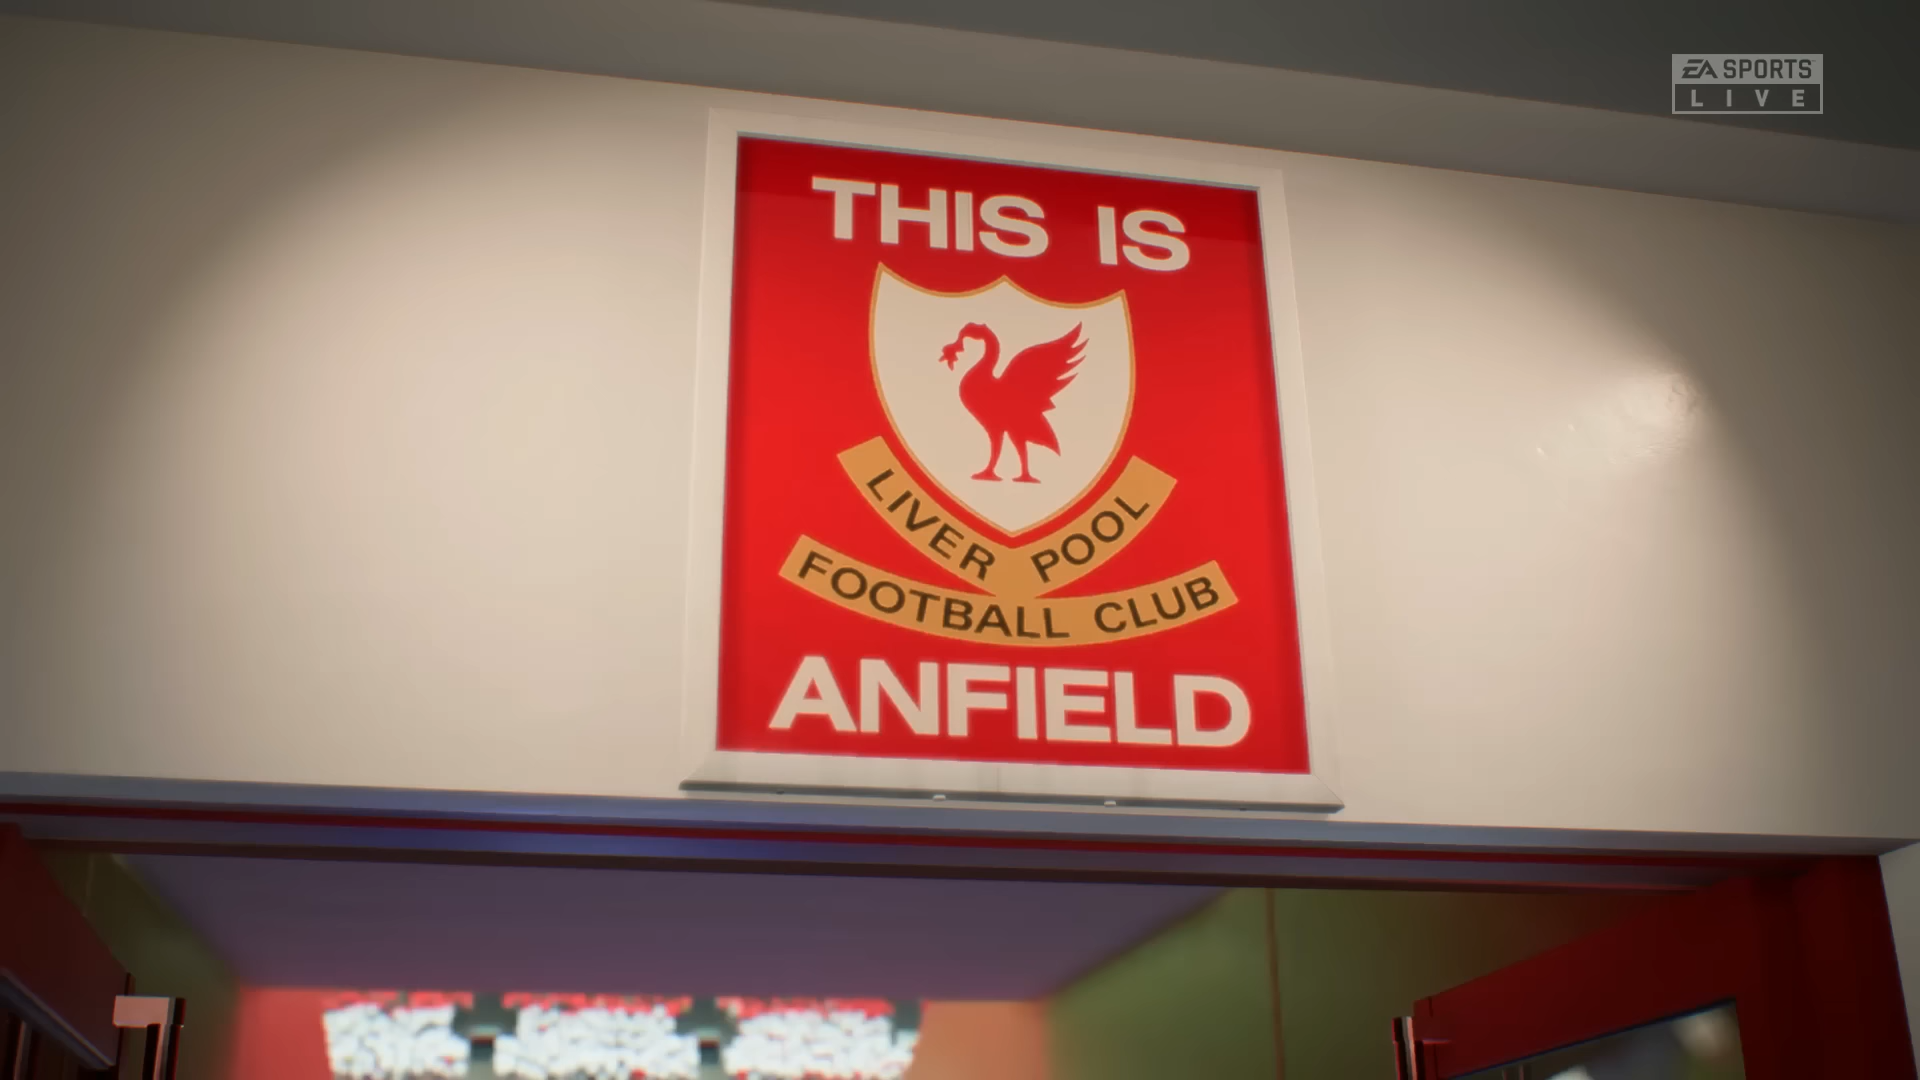 EA SPORTS
LIVE
THIS IS
LIVER POOL
FOOTBALL CLUB
ANFIELD